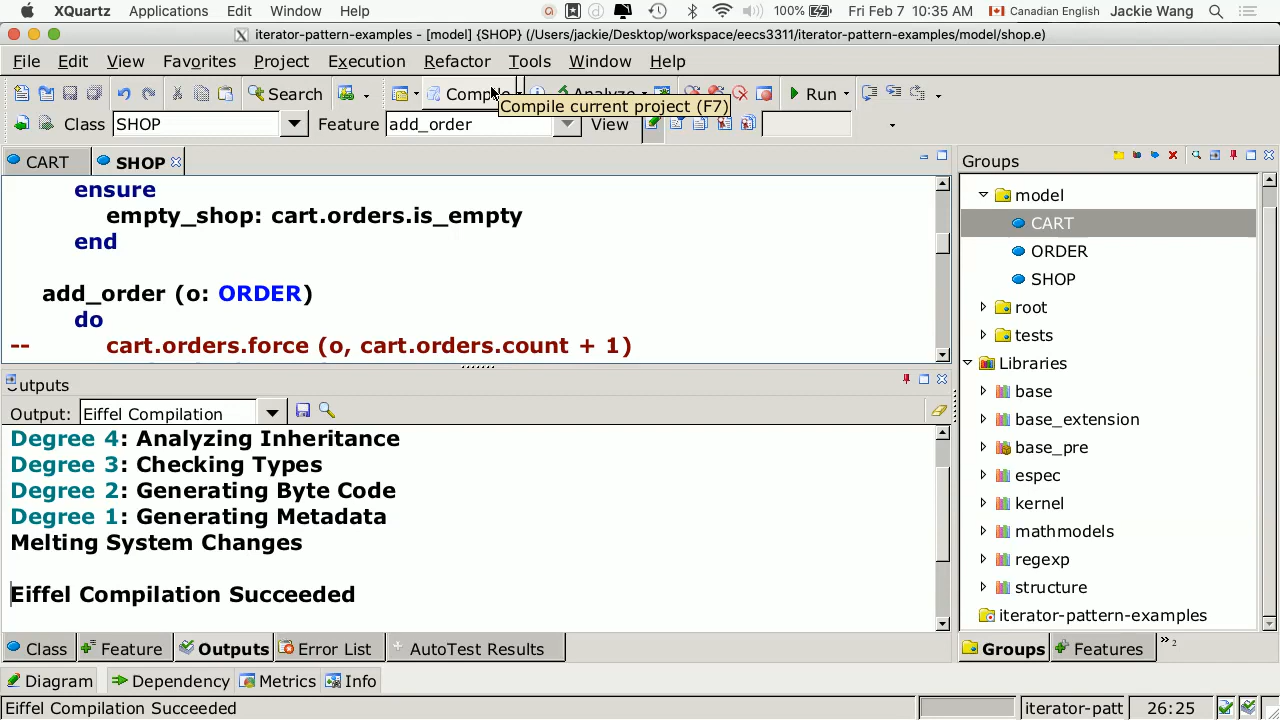 XQuartz Applications Edit Window Help 100% Fri Feb 7 10:35 AM Canadian English Jackie Wang
iterator-pattern-examples - [model] {SHOP} (/Users/jackie/Desktop/workspace/eecs3311/iterator-pattern-examples/model/shop.e)
File Edit View Favorites Project Execution Refactor Tools Window Help
Search Analyze Run
Compile current project (F7)
Class SHOP Feature add_order View
CART SHOP
ensure
empty_shop: cart.orders.is_empty
end
add_order (o: ORDER)
do
-- cart.orders.force (o, cart.orders.count + 1)
Outputs
Output: Eiffel Compilation
Degree 4: Analyzing Inheritance
Degree 3: Checking Types
Degree 2: Generating Byte Code
Degree 1: Generating Metadata
Melting System Changes
Eiffel Compilation Succeeded
Class Feature Outputs Error List AutoTest Results
Diagram Dependency Metrics Info
Groups
model
CART
ORDER
SHOP
root
tests
Libraries
base
base_extension
base_pre
espec
kernel
mathmodels
regexp
structure
iterator-pattern-examples
Groups Features »2
Eiffel Compilation Succeeded iterator-patt 26:25